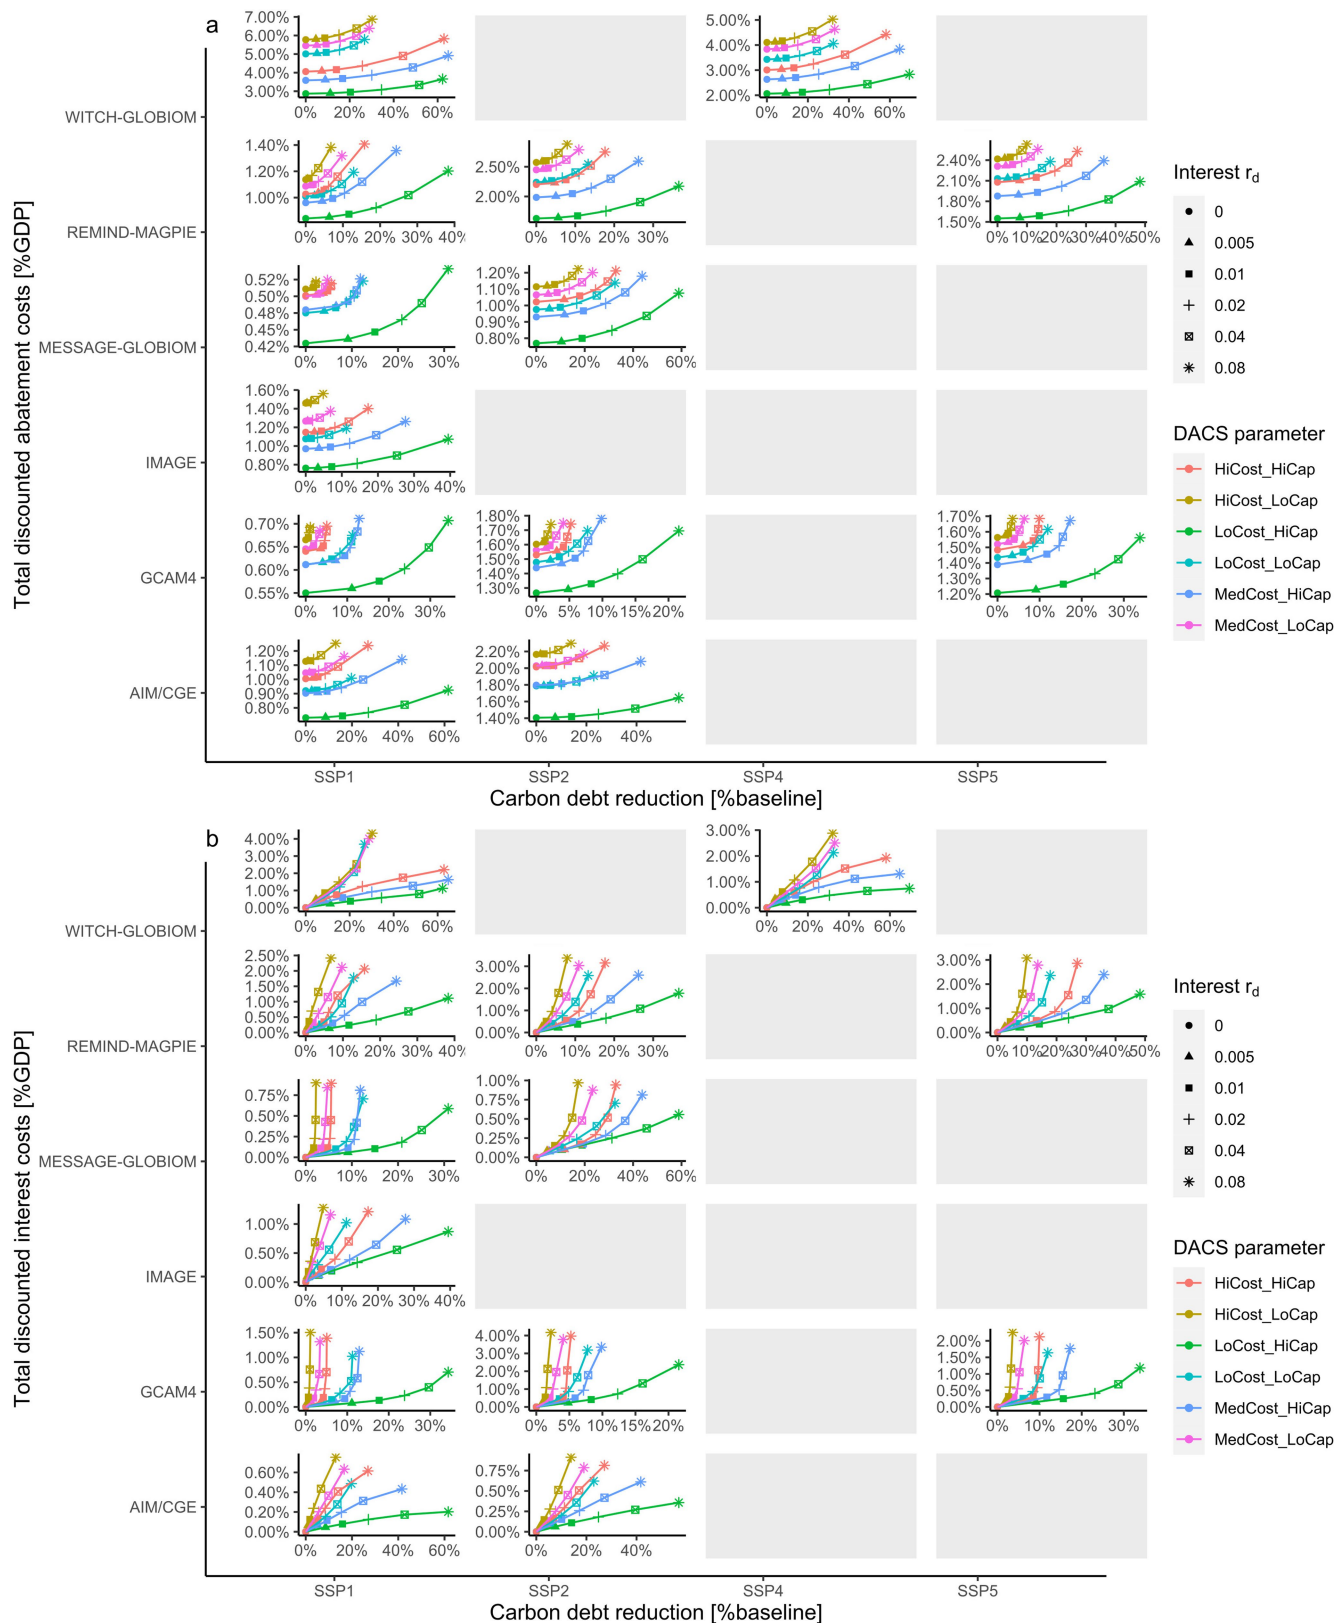 a
Total discounted abatement costs [%GDP]
WITCH-GLOBIOM
7.00%
6.00%
5.00%
4.00%
3.00%
0% 20% 40% 60%
5.00%
4.00%
3.00%
2.00%
0% 20% 40% 60%
REMIND-MAGPIE
1.40%
1.20%
1.00%
0% 10% 20% 30% 40%
2.50%
2.00%
0% 10% 20% 30%
2.40%
2.10%
1.80%
1.50%
0% 10% 20% 30% 40% 50%
MESSAGE-GLOBIOM
0.52%
0.50%
0.48%
0.45%
0.42%
0% 10% 20% 30%
1.20%
1.10%
1.00%
0.90%
0.80%
0% 10% 20% 30% 40% 50% 60%
IMAGE
1.60%
1.40%
1.20%
1.00%
0.80%
0% 10% 20% 30% 40%
GCAM4
0.70%
0.65%
0.60%
0.55%
0% 10% 20% 30%
1.80%
1.70%
1.60%
1.50%
1.40%
1.30%
0% 5% 10% 15% 20%
1.70%
1.60%
1.50%
1.40%
1.30%
1.20%
0% 10% 20% 30%
AIM/CGE
1.20%
1.10%
1.00%
0.90%
0.80%
0% 20% 40% 60%
2.20%
2.00%
1.80%
1.60%
1.40%
0% 20% 40%
SSP1 SSP2 SSP4 SSP5
Carbon debt reduction [%baseline]
Interest r_d
0
0.005
0.01
0.02
0.04
0.08
DACS parameter
HiCost_HiCap
HiCost_LoCap
LoCost_HiCap
LoCost_LoCap
MedCost_HiCap
MedCost_LoCap
b
Total discounted interest costs [%GDP]
WITCH-GLOBIOM
4.00%
3.00%
2.00%
1.00%
0.00%
0% 20% 40% 60%
3.00%
2.00%
1.00%
0.00%
0% 20% 40% 60%
REMIND-MAGPIE
2.50%
2.00%
1.50%
1.00%
0.50%
0.00%
0% 10% 20% 30% 40%
3.00%
2.00%
1.00%
0.00%
0% 10% 20% 30%
3.00%
2.00%
1.00%
0.00%
0% 10% 20% 30% 40% 50%
MESSAGE-GLOBIOM
0.75%
0.50%
0.25%
0.00%
0% 10% 20% 30%
1.00%
0.75%
0.50%
0.25%
0.00%
0% 10% 20% 30% 40% 50% 60%
IMAGE
1.00%
0.50%
0.00%
0% 10% 20% 30% 40%
GCAM4
1.50%
1.00%
0.50%
0.00%
0% 10% 20% 30%
4.00%
3.00%
2.00%
1.00%
0.00%
0% 5% 10% 15% 20%
2.00%
1.50%
1.00%
0.50%
0.00%
0% 10% 20% 30%
AIM/CGE
0.60%
0.40%
0.20%
0.00%
0% 20% 40% 60%
0.75%
0.50%
0.25%
0.00%
0% 20% 40%
SSP1 SSP2 SSP4 SSP5
Carbon debt reduction [%baseline]
Interest r_d
0
0.005
0.01
0.02
0.04
0.08
DACS parameter
HiCost_HiCap
HiCost_LoCap
LoCost_HiCap
LoCost_LoCap
MedCost_HiCap
MedCost_LoCap